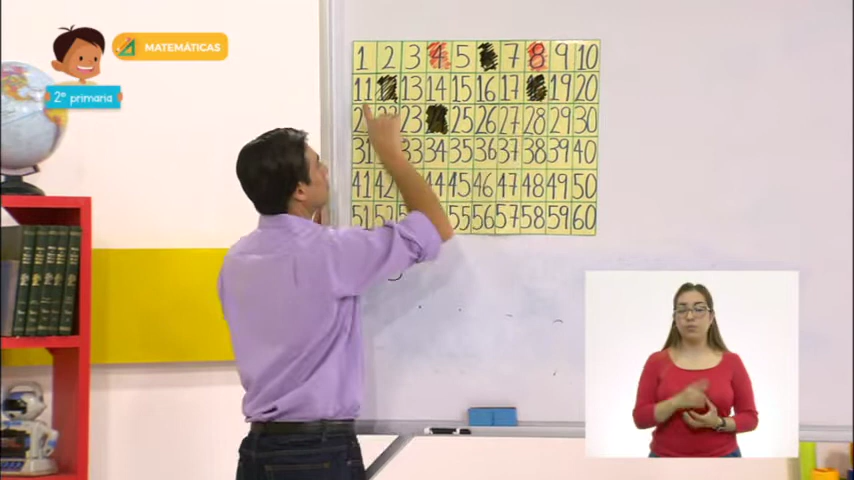 MATEMÁTICAS
2° primaria
1 2 3 4 5 7 8 9 10
11 13 14 15 16 17 19 20
23 25 26 27 28 29 30
31 33 34 35 36 37 38 39 40
41 42 44 45 46 47 48 49 50
51 52 55 56 57 58 59 60